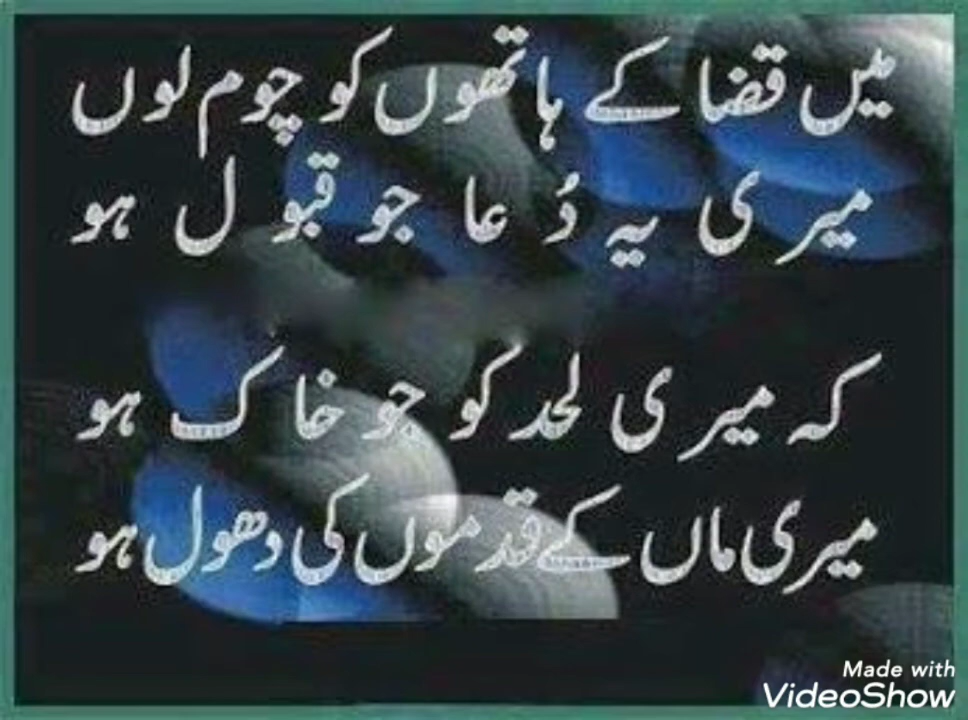 میں قضا کے ہاتھوں کو چوم لوں
میری یہ دُعا جو قبول ہو
کہ میری لحد کو جو خاک ہو
میری ماں کے قدموں کی دھول ہو
Made with
VideoShow